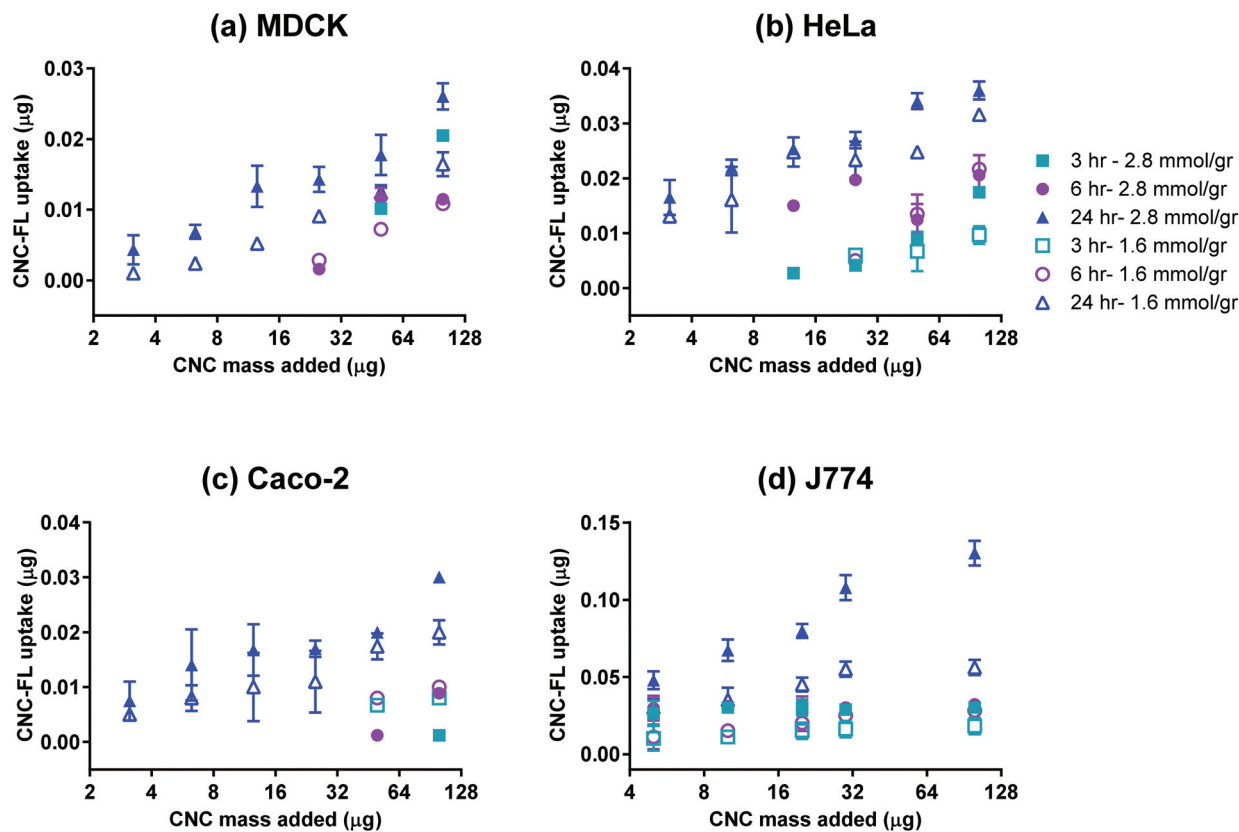 (a) MDCK
CNC-FL uptake (µg)
0.03
0.02
0.01
0.00
2 4 8 16 32 64 128
CNC mass added (µg)
(b) HeLa
CNC-FL uptake (µg)
0.04
0.03
0.02
0.01
0.00
2 4 8 16 32 64 128
CNC mass added (µg)
3 hr - 2.8 mmol/gr
6 hr- 2.8 mmol/gr
24 hr- 2.8 mmol/gr
3 hr- 1.6 mmol/gr
6 hr- 1.6 mmol/gr
24 hr- 1.6 mmol/gr
(c) Caco-2
CNC-FL uptake (µg)
0.04
0.03
0.02
0.01
0.00
2 4 8 16 32 64 128
CNC mass added (µg)
(d) J774
CNC-FL uptake (µg)
0.15
0.10
0.05
0.00
4 8 16 32 64 128
CNC mass added (µg)